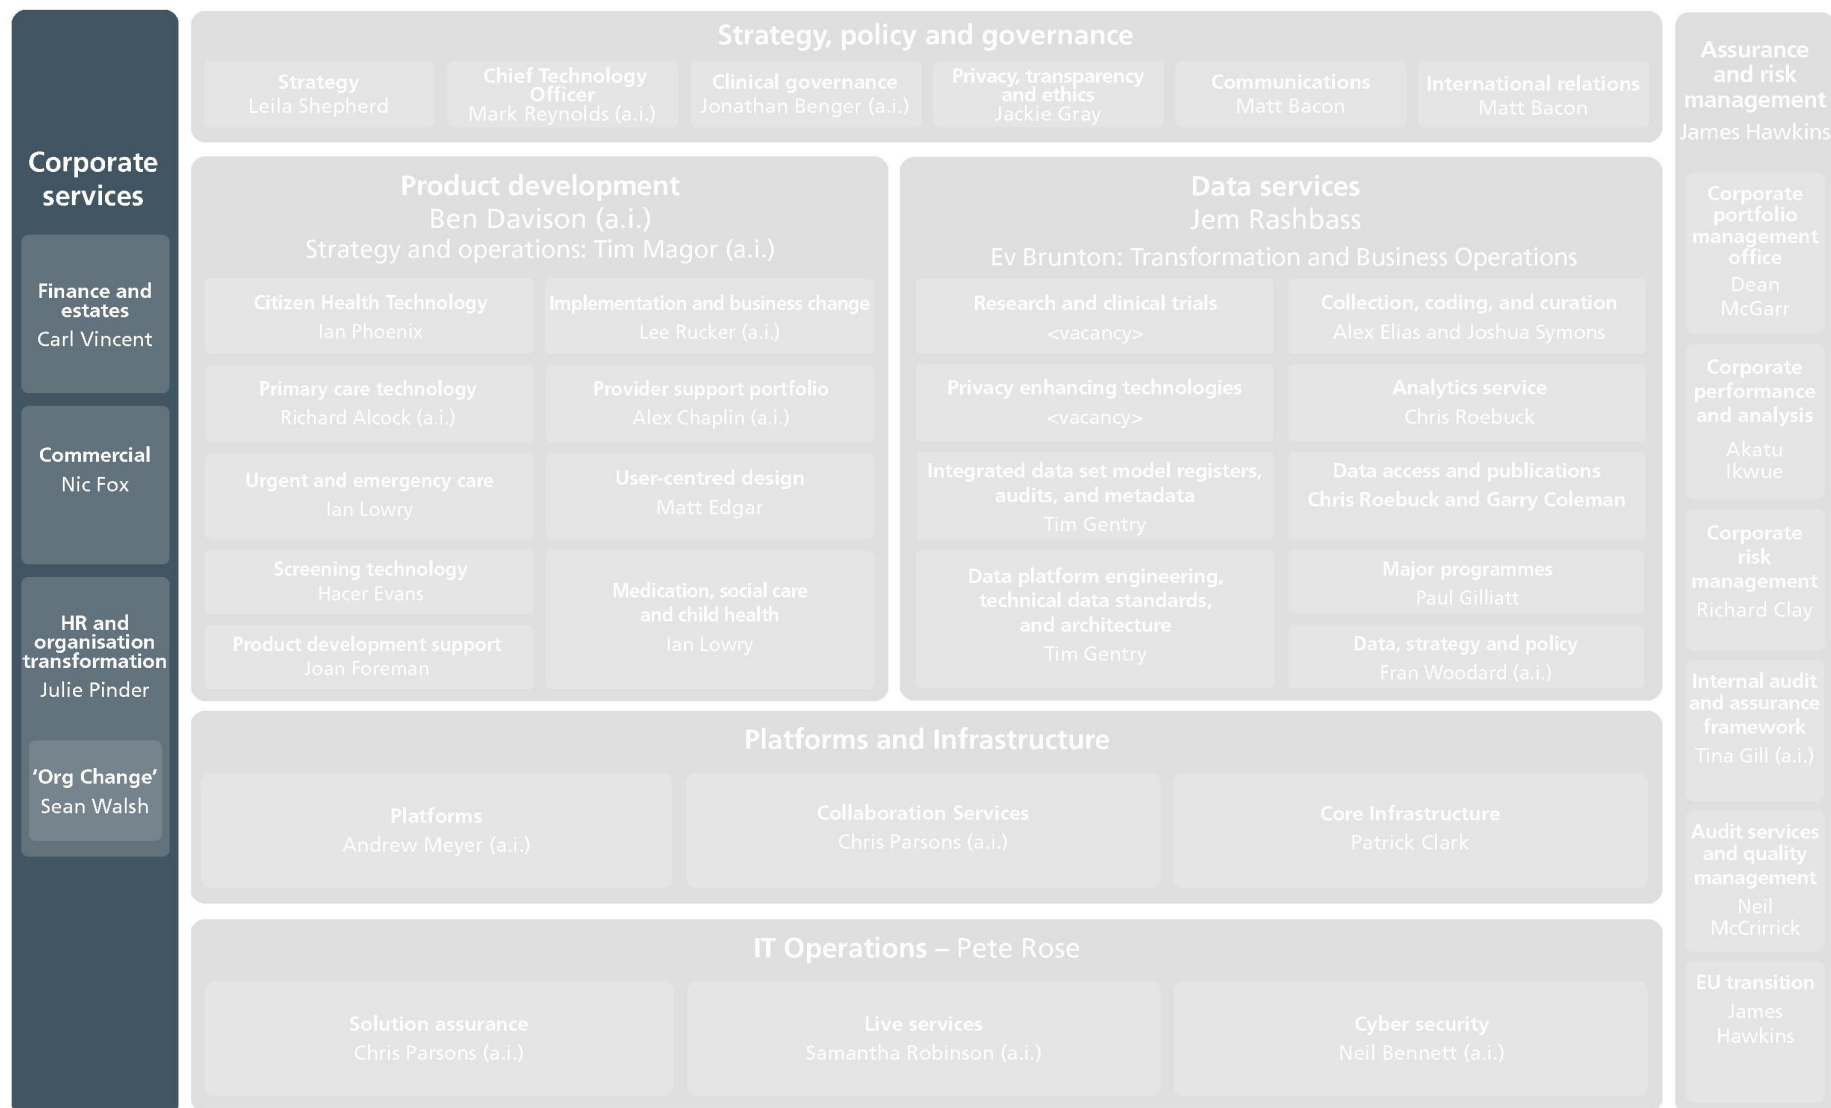 Corporate
services
Finance and
estates
Carl Vincent
Commercial
Nic Fox
HR and
organisation
transformation
Julie Pinder
'Org Change'
Sean Walsh
Strategy, policy and governance
Strategy
Leila Shepherd
Chief Technology
Officer
Mark Reynolds (a.i.)
Clinical governance
Jonathan Benger (a.i.)
Privacy, transparency
and ethics
Jackie Gray
Communications
Matt Bacon
International relations
Matt Bacon
Product development
Ben Davison (a.i.)
Strategy and operations: Tim Magor (a.i.)
Citizen Health Technology
Ian Phoenix
Implementation and business change
Lee Rucker (a.i.)
Primary care technology
Richard Alcock (a.i.)
Provider support portfolio
Alex Chaplin (a.i.)
Urgent and emergency care
Ian Lowry
User-centred design
Matt Edgar
Screening technology
Hacer Evans
Medication, social care
and child health
Ian Lowry
Product development support
Joan Foreman
Data services
Jem Rashbass
Ev Brunton: Transformation and Business Operations
Research and clinical trials
<vacancy>
Collection, coding, and curation
Alex Elias and Joshua Symons
Privacy enhancing technologies
<vacancy>
Analytics service
Chris Roebuck
Integrated data set model registers,
audits, and metadata
Tim Gentry
Data access and publications
Chris Roebuck and Garry Coleman
Data platform engineering,
technical data standards,
and architecture
Tim Gentry
Major programmes
Paul Gilliatt
Data, strategy and policy
Fran Woodard (a.i.)
Platforms and Infrastructure
Platforms
Andrew Meyer (a.i.)
Collaboration Services
Chris Parsons (a.i.)
Core Infrastructure
Patrick Clark
IT Operations – Pete Rose
Solution assurance
Chris Parsons (a.i.)
Live services
Samantha Robinson (a.i.)
Cyber security
Neil Bennett (a.i.)
Assurance
and risk
management
James Hawkins
Corporate
portfolio
management
office
Dean
McGarr
Corporate
performance
and analysis
Akatu
Ikwue
Corporate
risk
management
Richard Clay
Internal audit
and assurance
framework
Tina Gill (a.i.)
Audit services
and quality
management
Neil
McCrirrick
EU transition
James
Hawkins